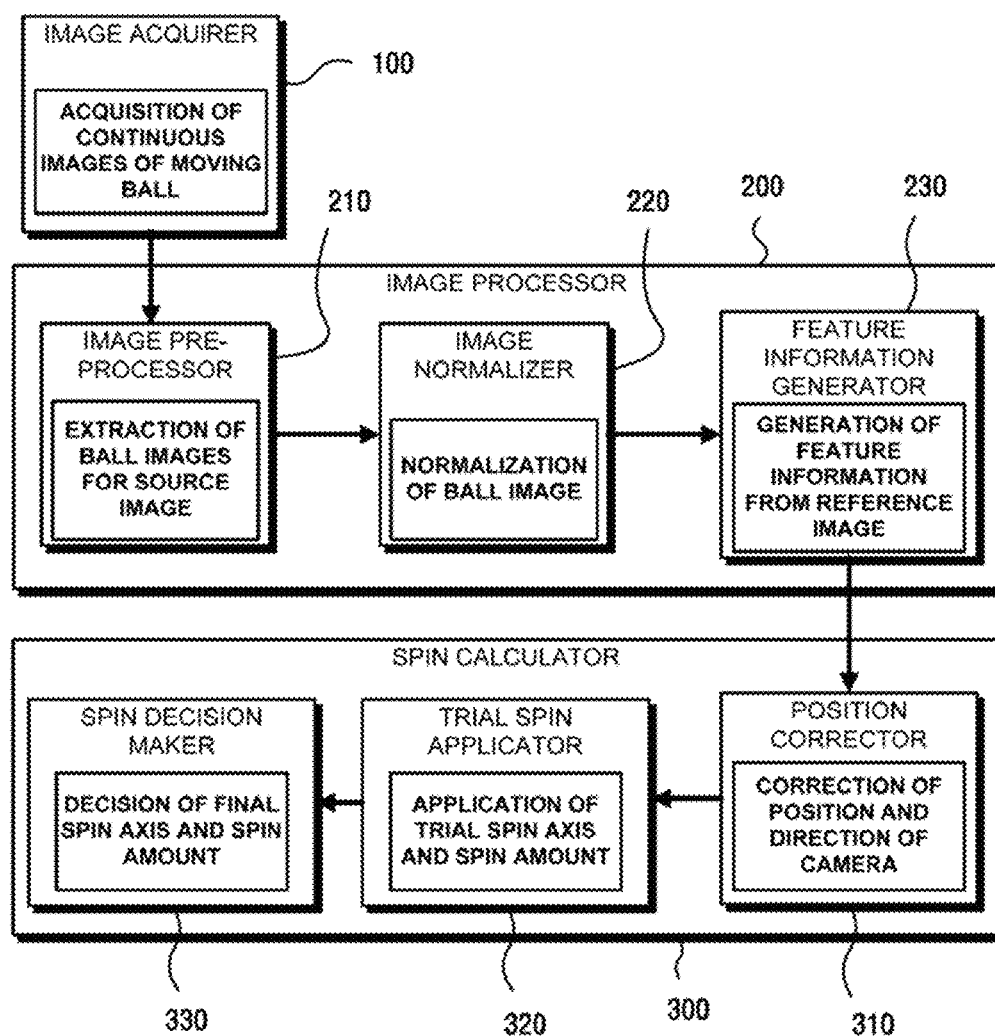 IMAGE ACQUIRER
100
ACQUISITION OF
CONTINUOUS
IMAGES OF MOVING
BALL
210
220
200
230
IMAGE PROCESSOR
IMAGE PRE-
PROCESSOR
EXTRACTION OF
BALL IMAGES
FOR SOURCE
IMAGE
IMAGE
NORMALIZER
NORMALIZATION
OF BALL IMAGE
FEATURE
INFORMATION
GENERATOR
GENERATION OF
FEATURE
INFORMATION
FROM REFERENCE
IMAGE
SPIN CALCULATOR
SPIN DECISION
MAKER
DECISION OF FINAL
SPIN AXIS AND SPIN
AMOUNT
TRIAL SPIN
APPLICATOR
APPLICATION OF
TRIAL SPIN AXIS
AND SPIN AMOUNT
POSITION
CORRECTOR
CORRECTION OF
POSITION AND
DIRECTION OF
CAMERA
330
320
300
310